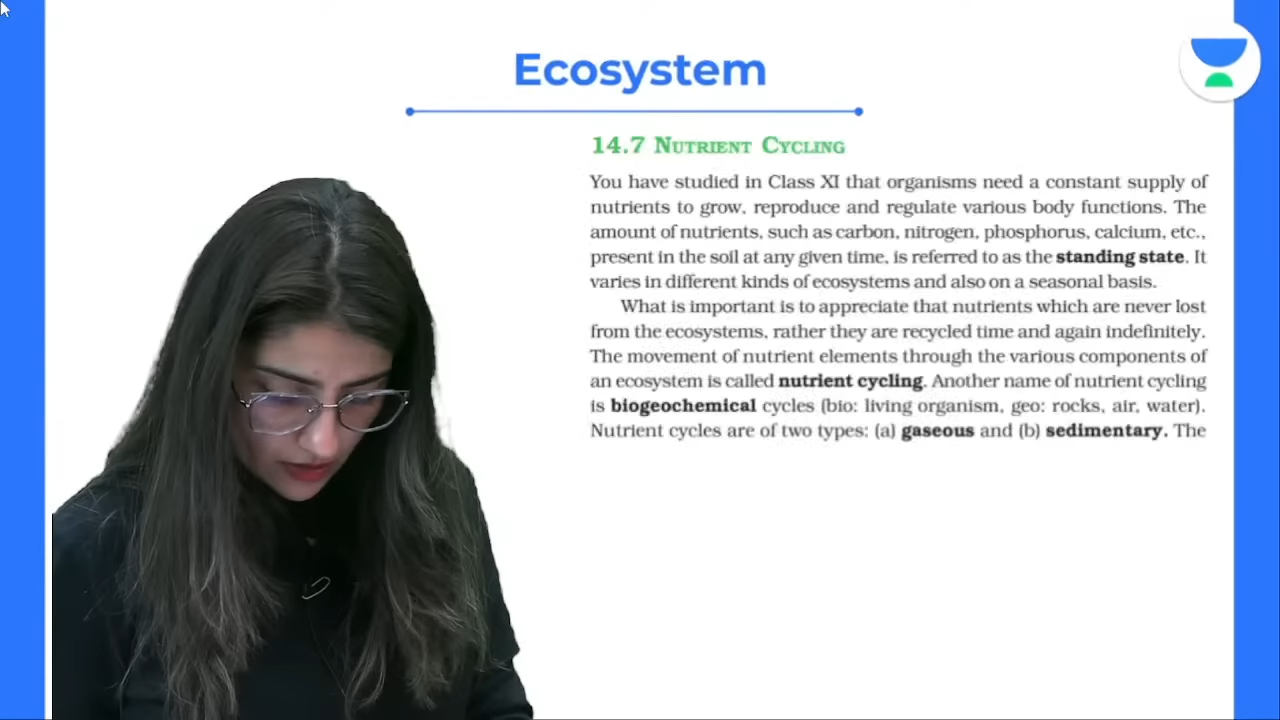 Ecosystem
14.7 NUTRIENT CYCLING
You have studied in Class XI that organisms need a constant supply of
nutrients to grow, reproduce and regulate various body functions. The
amount of nutrients, such as carbon, nitrogen, phosphorus, calcium, etc.,
present in the soil at any given time, is referred to as the standing state. It
varies in different kinds of ecosystems and also on a seasonal basis.
What is important is to appreciate that nutrients which are never lost
from the ecosystems, rather they are recycled time and again indefinitely.
The movement of nutrient elements through the various components of
an ecosystem is called nutrient cycling. Another name of nutrient cycling
is biogeochemical cycles (bio: living organism, geo: rocks, air, water).
Nutrient cycles are of two types: (a) gaseous and (b) sedimentary. The